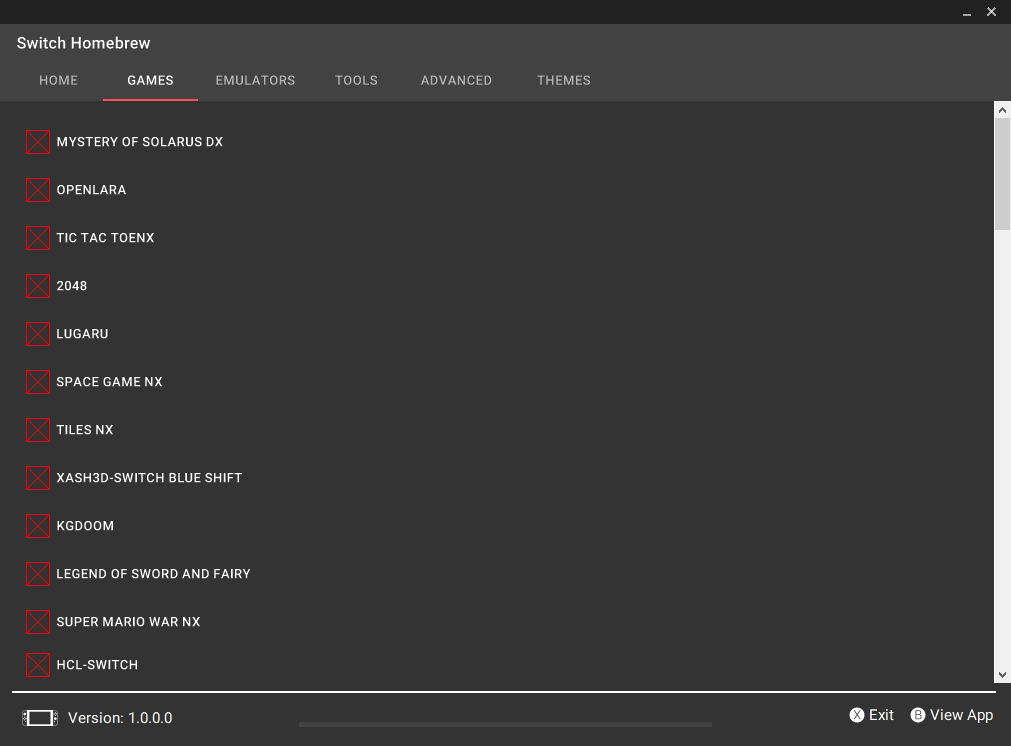 Switch Homebrew
HOME GAMES EMULATORS TOOLS ADVANCED THEMES
MYSTERY OF SOLARUS DX
OPENLARA
TIC TAC TOENX
2048
LUGARU
SPACE GAME NX
TILES NX
XASH3D-SWITCH BLUE SHIFT
KGDOOM
LEGEND OF SWORD AND FAIRY
SUPER MARIO WAR NX
HCL-SWITCH
Version: 1.0.0.0 X Exit B View App